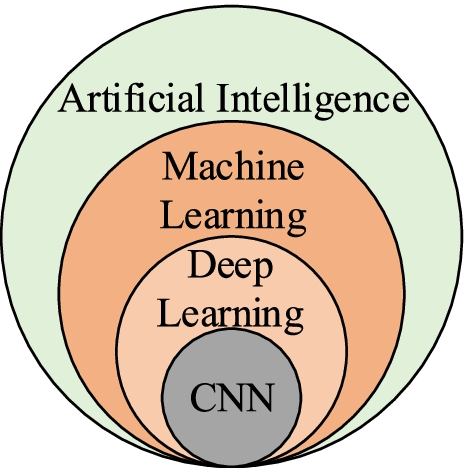 Artificial Intelligence
Machine
Learning
Deep
Learning
CNN